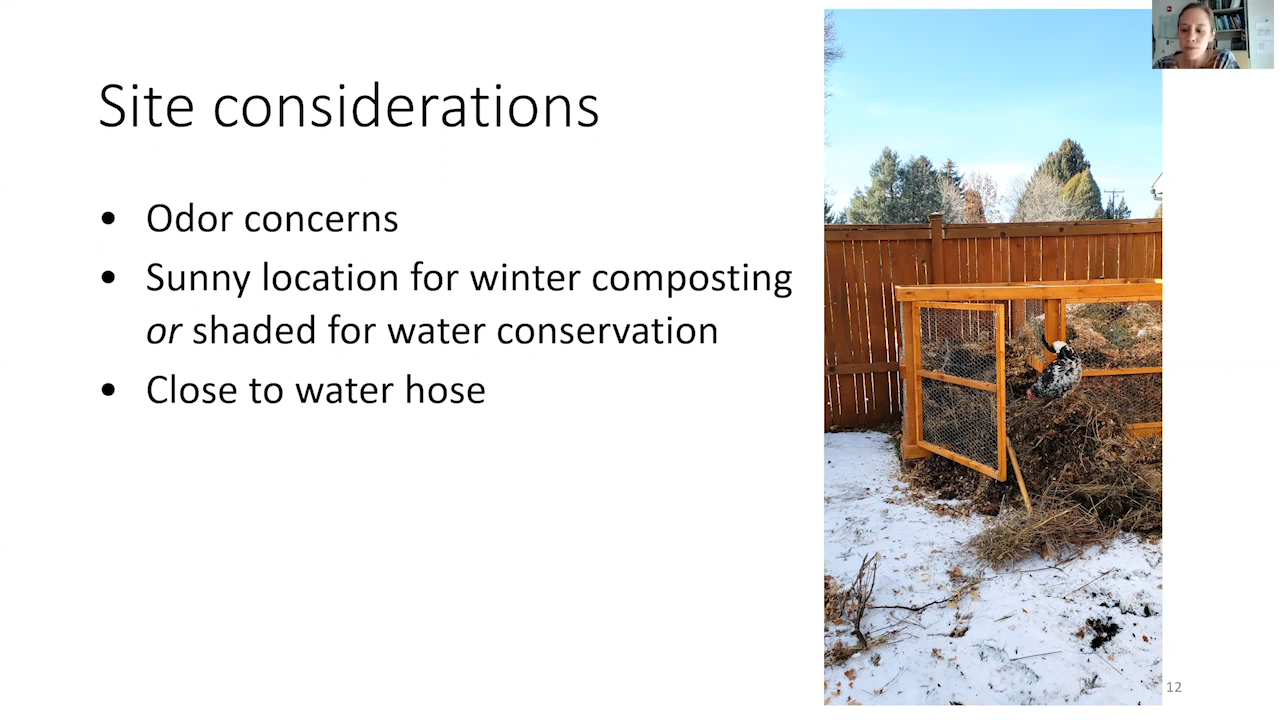 Site considerations
• Odor concerns
• Sunny location for winter composting
or shaded for water conservation
• Close to water hose
12